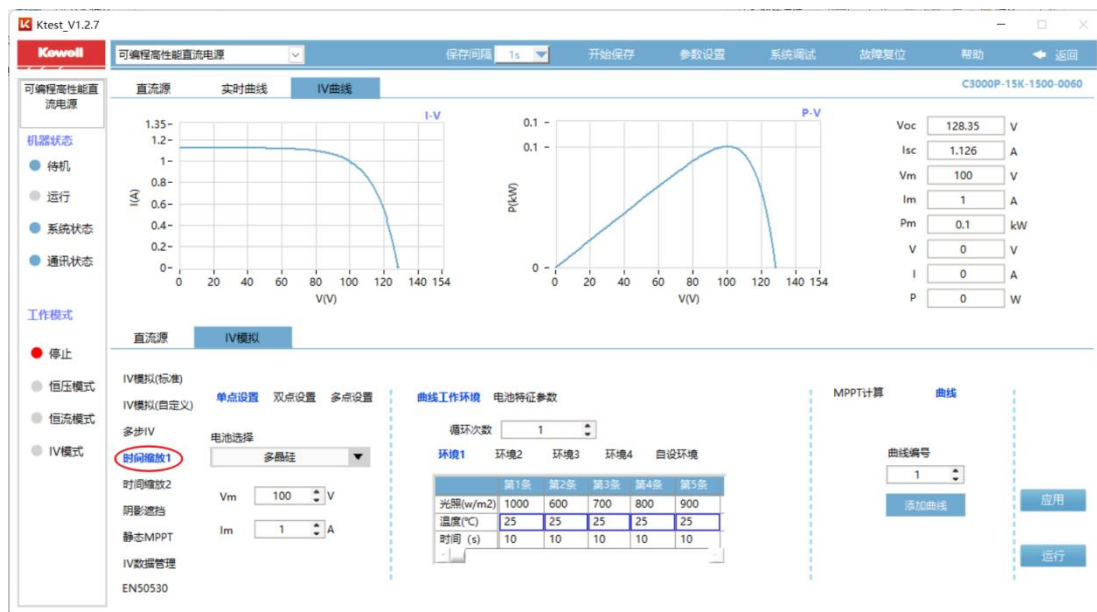 Ktest_V1.2.7
Kewell 可编程高性能直流电源 保存间隔 1s 开始保存 参数设置 系统调试 故障复位 帮助 返回
可编程高性能直流电源
机器状态
待机
运行
系统状态
通讯状态
工作模式
停止
恒压模式
恒流模式
IV模式
直流源 实时曲线 IV曲线 C3000P-15K-1500-0060
I-V
1.35
1.2
1
0.8
0.6
0.4
0.2
0
I(A)
0 20 40 60 80 100 120 140 154
V(V)
P-V
0.1
0.1
0
P(kW)
0 20 40 60 80 100 120 140 154
V(V)
Voc 128.35 V
Isc 1.126 A
Vm 100 V
Im 1 A
Pm 0.1 kW
V 0 V
I 0 A
P 0 W
直流源 IV模拟
IV模拟(标准)
IV模拟(自定义)
多步IV
时间缩放1
时间缩放2
阴影遮挡
静态MPPT
IV数据管理
EN50530
单点设置 双点设置 多点设置
电池选择
多晶硅
Vm 100 V
Im 1 A
曲线工作环境 电池特征参数
循环次数 1
环境1 环境2 环境3 环境4 自设环境
第1条 第2条 第3条 第4条 第5条
光照(w/m2) 1000 600 700 800 900
温度(℃) 25 25 25 25 25
时间 (s) 10 10 10 10 10
MPPT计算 曲线
曲线编号
1
添加曲线
应用
运行